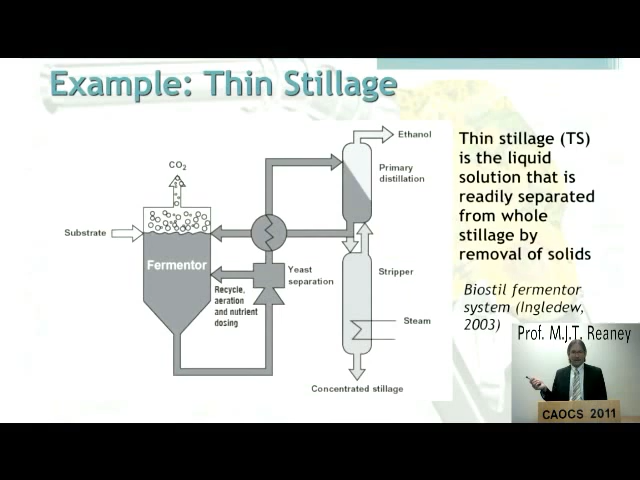 Example: Thin Stillage
Ethanol
CO2
Primary
distillation
Substrate
Fermentor
Yeast
separation
Stripper
Recycle,
aeration
and nutrient
dosing
Steam
Concentrated stillage
Thin stillage (TS)
is the liquid
solution that is
readily separated
from whole
stillage by
removal of solids
Biostil fermentor
system (Ingledew,
2003)
Prof. M.J.T. Reaney
CAOCS 2011